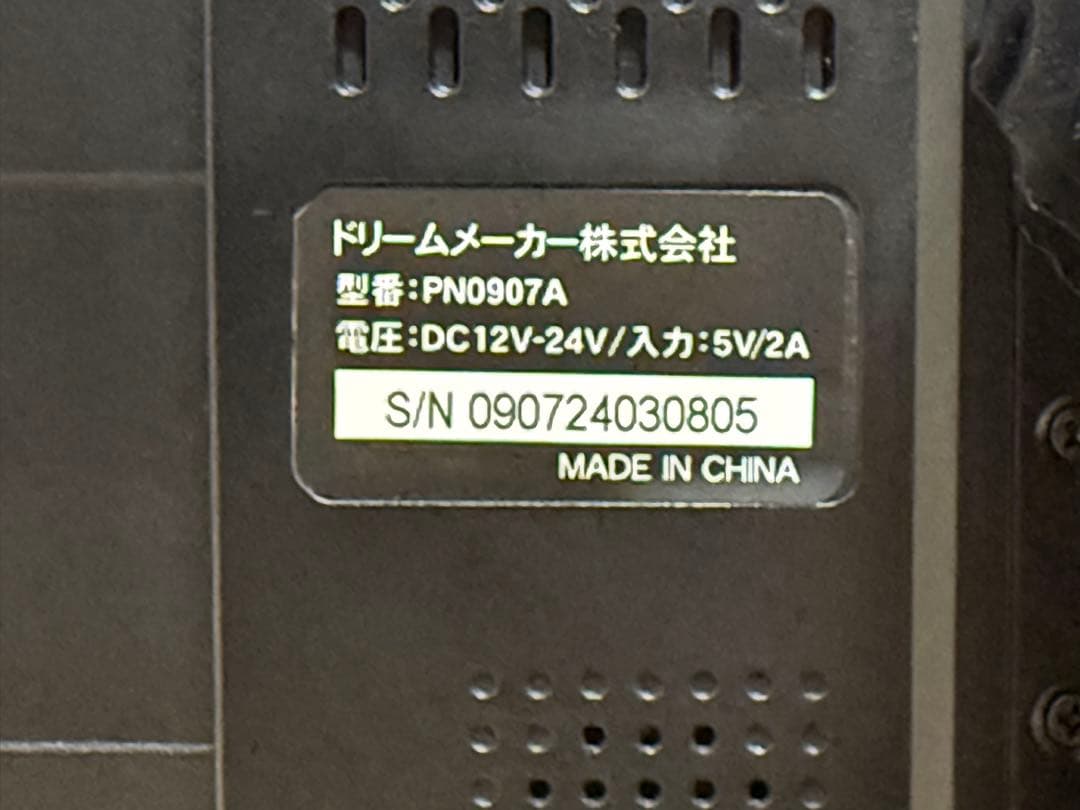 ドリームメーカー株式会社
型番:PN0907A
電圧:DC12V-24V/入力:5V/2A
S/N 090724030805
MADE IN CHINA